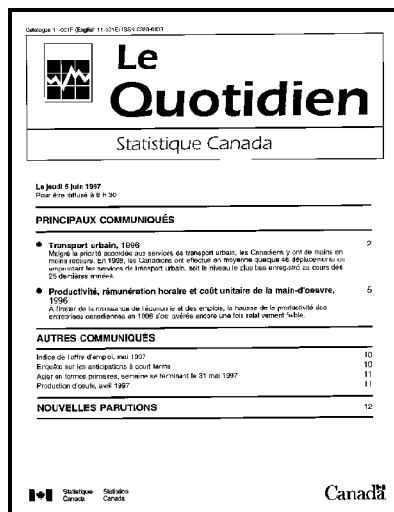 Catalogue 11-001F (English 11-001E) ISSN 0380-6103
Le
Quotidien
Statistique Canada
Le jeudi 5 juin 1997
Pour être diffusé à 8 h 30
PRINCIPAUX COMMUNIQUÉS
● Transport urbain, 1996 2
Malgré la priorité accordée aux services de transport urbain, les Canadiens y ont de moins en
moins recours. En 1996, les Canadiens ont effectué en moyenne quelque 46 déplacements en
empruntant les services de transport urbain, soit le niveau le plus bas enregistré au cours des
25 dernières années.
● Productivité, rémunération horaire et coût unitaire de la main-d'oeuvre, 5
1996
À l'instar de la croissance de l'économie et des emplois, la hausse de la productivité des
entreprises canadiennes en 1996 s'est avérée encore une fois relativement faible.
AUTRES COMMUNIQUÉS
Indice de l'offre d'emploi, mai 1997 10
Enquête sur les anticipations à court terme 10
Acier en formes primaires, semaine se terminant le 31 mai 1997 11
Production d'oeufs, avril 1997 11
NOUVELLES PARUTIONS 12
Statistique Statistics
Canada Canada
Canada